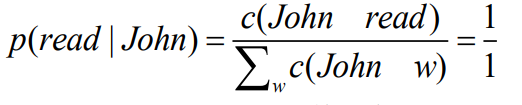 p(read | John) = c(John read) / ∑_w c(John w) = 1 / 1